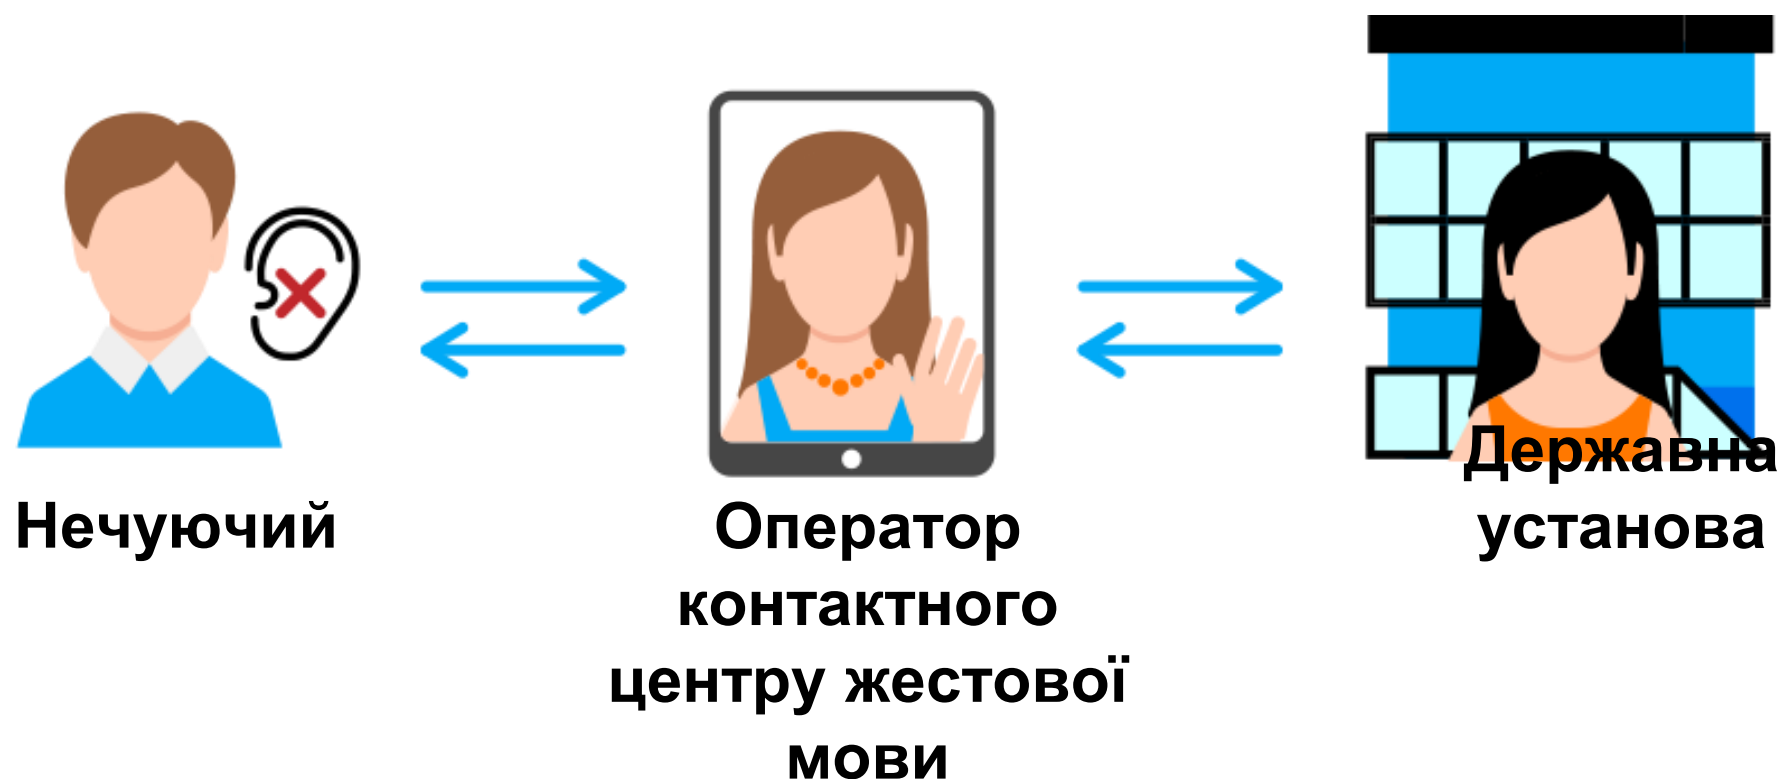 Нечуючий
Оператор
контактного
центру жестової
мови
Державна
установа